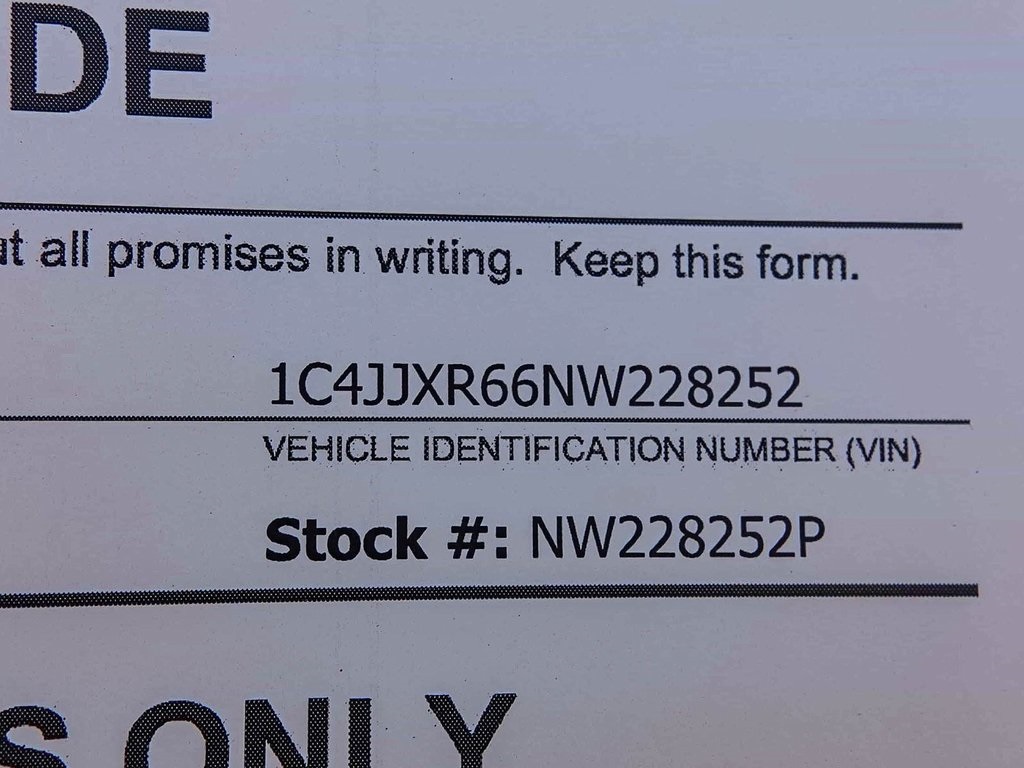 DE
at all promises in writing. Keep this form.
1C4JJXR66NW228252
VEHICLE IDENTIFICATION NUMBER (VIN)
Stock #: NW228252P
S ONLY